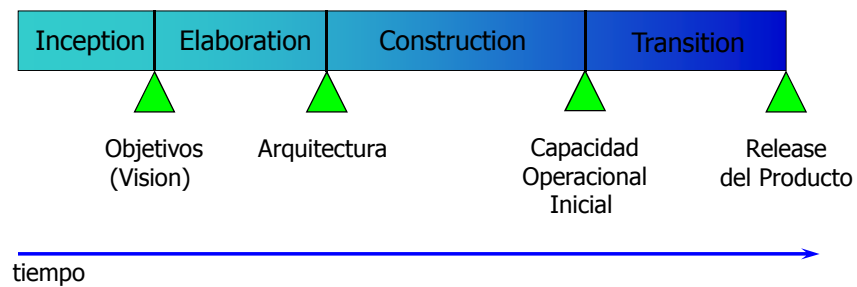 Inception Elaboration Construction Transition
Objetivos
(Vision)
Arquitectura
Capacidad
Operacional
Inicial
Release
del Producto
tiempo